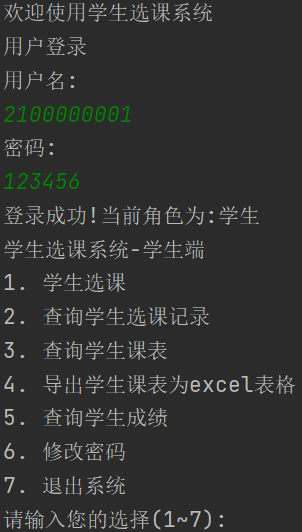 欢迎使用学生选课系统
用户登录
用户名:
2100000001
密码:
123456
登录成功!当前角色为:学生
学生选课系统-学生端
1. 学生选课
2. 查询学生选课记录
3. 查询学生课表
4. 导出学生课表为excel表格
5. 查询学生成绩
6. 修改密码
7. 退出系统
请输入您的选择(1~7):